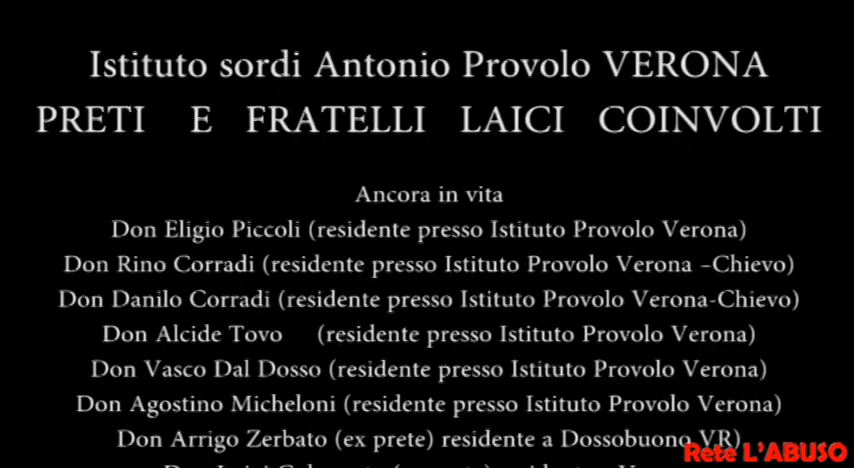 Istituto sordi Antonio Provolo VERONA
PRETI E FRATELLI LAICI COINVOLTI
Ancora in vita
Don Eligio Piccoli (residente presso Istituto Provolo Verona)
Don Rino Corradi (residente presso Istituto Provolo Verona –Chievo)
Don Danilo Corradi (residente presso Istituto Provolo Verona-Chievo)
Don Alcide Tovo (residente presso Istituto Provolo Verona)
Don Vasco Dal Dosso (residente presso Istituto Provolo Verona)
Don Agostino Micheloni (residente presso Istituto Provolo Verona)
Don Arrigo Zerbato (ex prete) residente a Dossobuono VR)
Rete L'ABUSO